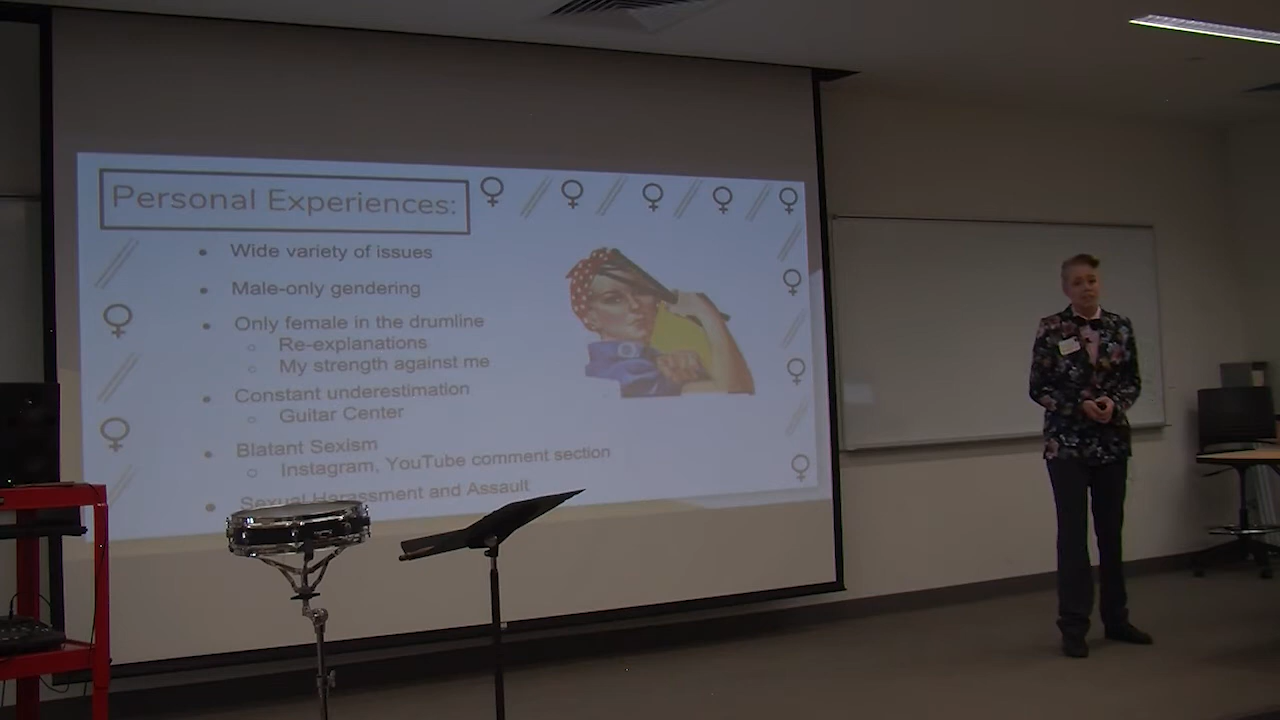 Personal Experiences:
Wide variety of issues
Male-only gendering
Only female in the drumline
Re-explanations
My strength against me
Constant underestimation
Guitar Center
Blatant Sexism
Instagram, YouTube comment section
Sexual Harassment and Assault